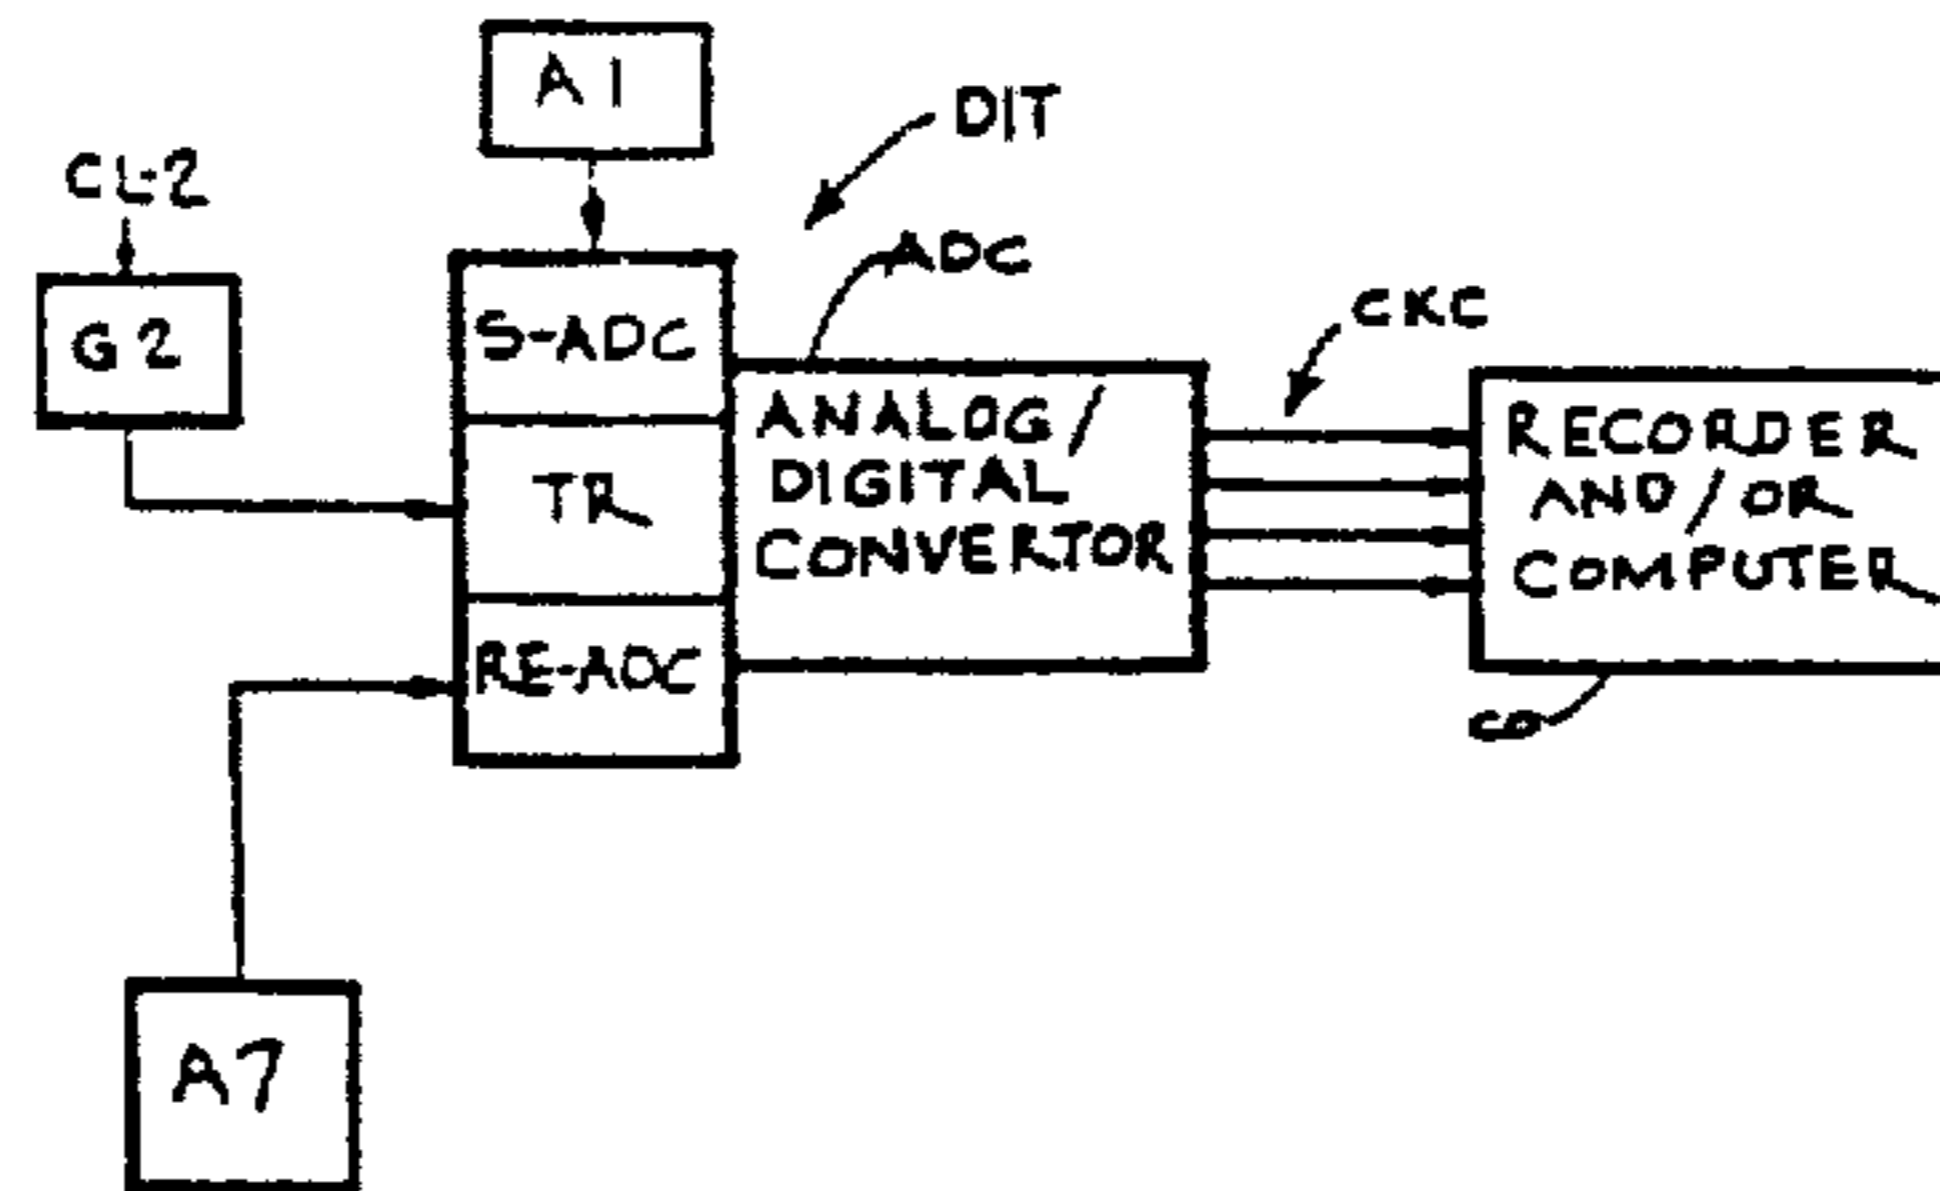 A1
DIT
CL-2
ADC
G2
S-ADC
CKC
ANALOG/
DIGITAL
CONVERTOR
RECORDER
AND/OR
COMPUTER
TR
RE-ADC
CO
A7